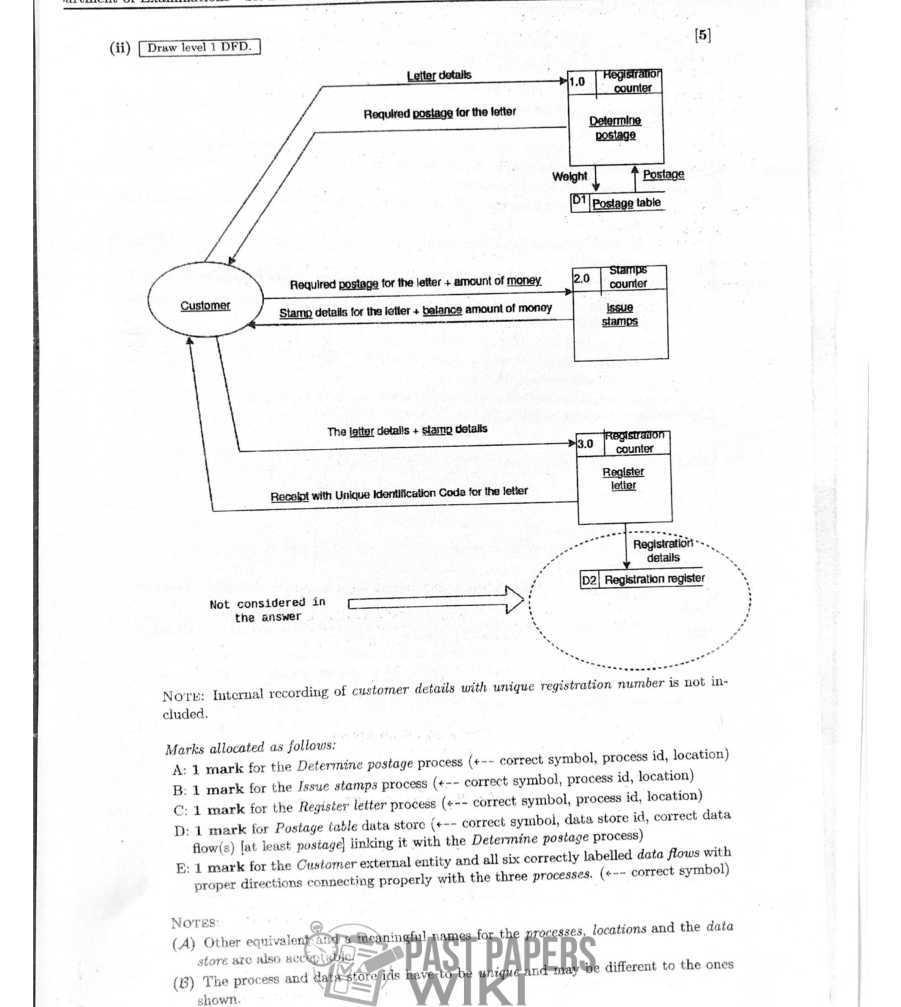 (ii) Draw level 1 DFD.
[5]
Letter details
1.0 Registration
counter
Required postage for the letter
Determine
postage
Weight
Postage
D1 Postage table
Required postage for the letter + amount of money
2.0 Stamps
counter
Customer
Stamp details for the letter + balance amount of money
Issue
stamps
The letter details + stamp details
3.0 Registration
counter
Register
letter
Receipt with Unique Identification Code for the letter
Registration
details
D2 Registration register
Not considered in
the answer
NOTE: Internal recording of customer details with unique registration number is not in-
cluded.
Marks allocated as follows:
A: 1 mark for the Determine postage process (←-- correct symbol, process id, location)
B: 1 mark for the Issue stamps process (←-- correct symbol, process id, location)
C: 1 mark for the Register letter process (←-- correct symbol, process id, location)
D: 1 mark for Postage table data store (←-- correct symbol, data store id, correct data
flow(s) [at least postage] linking it with the Determine postage process)
E: 1 mark for the Customer external entity and all six correctly labelled data flows with
proper directions connecting properly with the three processes. (←-- correct symbol)
NOTES:
(A) Other equivalent and a meaningful names for the processes, locations and the data
store are also acceptable.
(B) The process and data store ids have to be unique and may be different to the ones
shown.
PAST PAPERS
WIKI